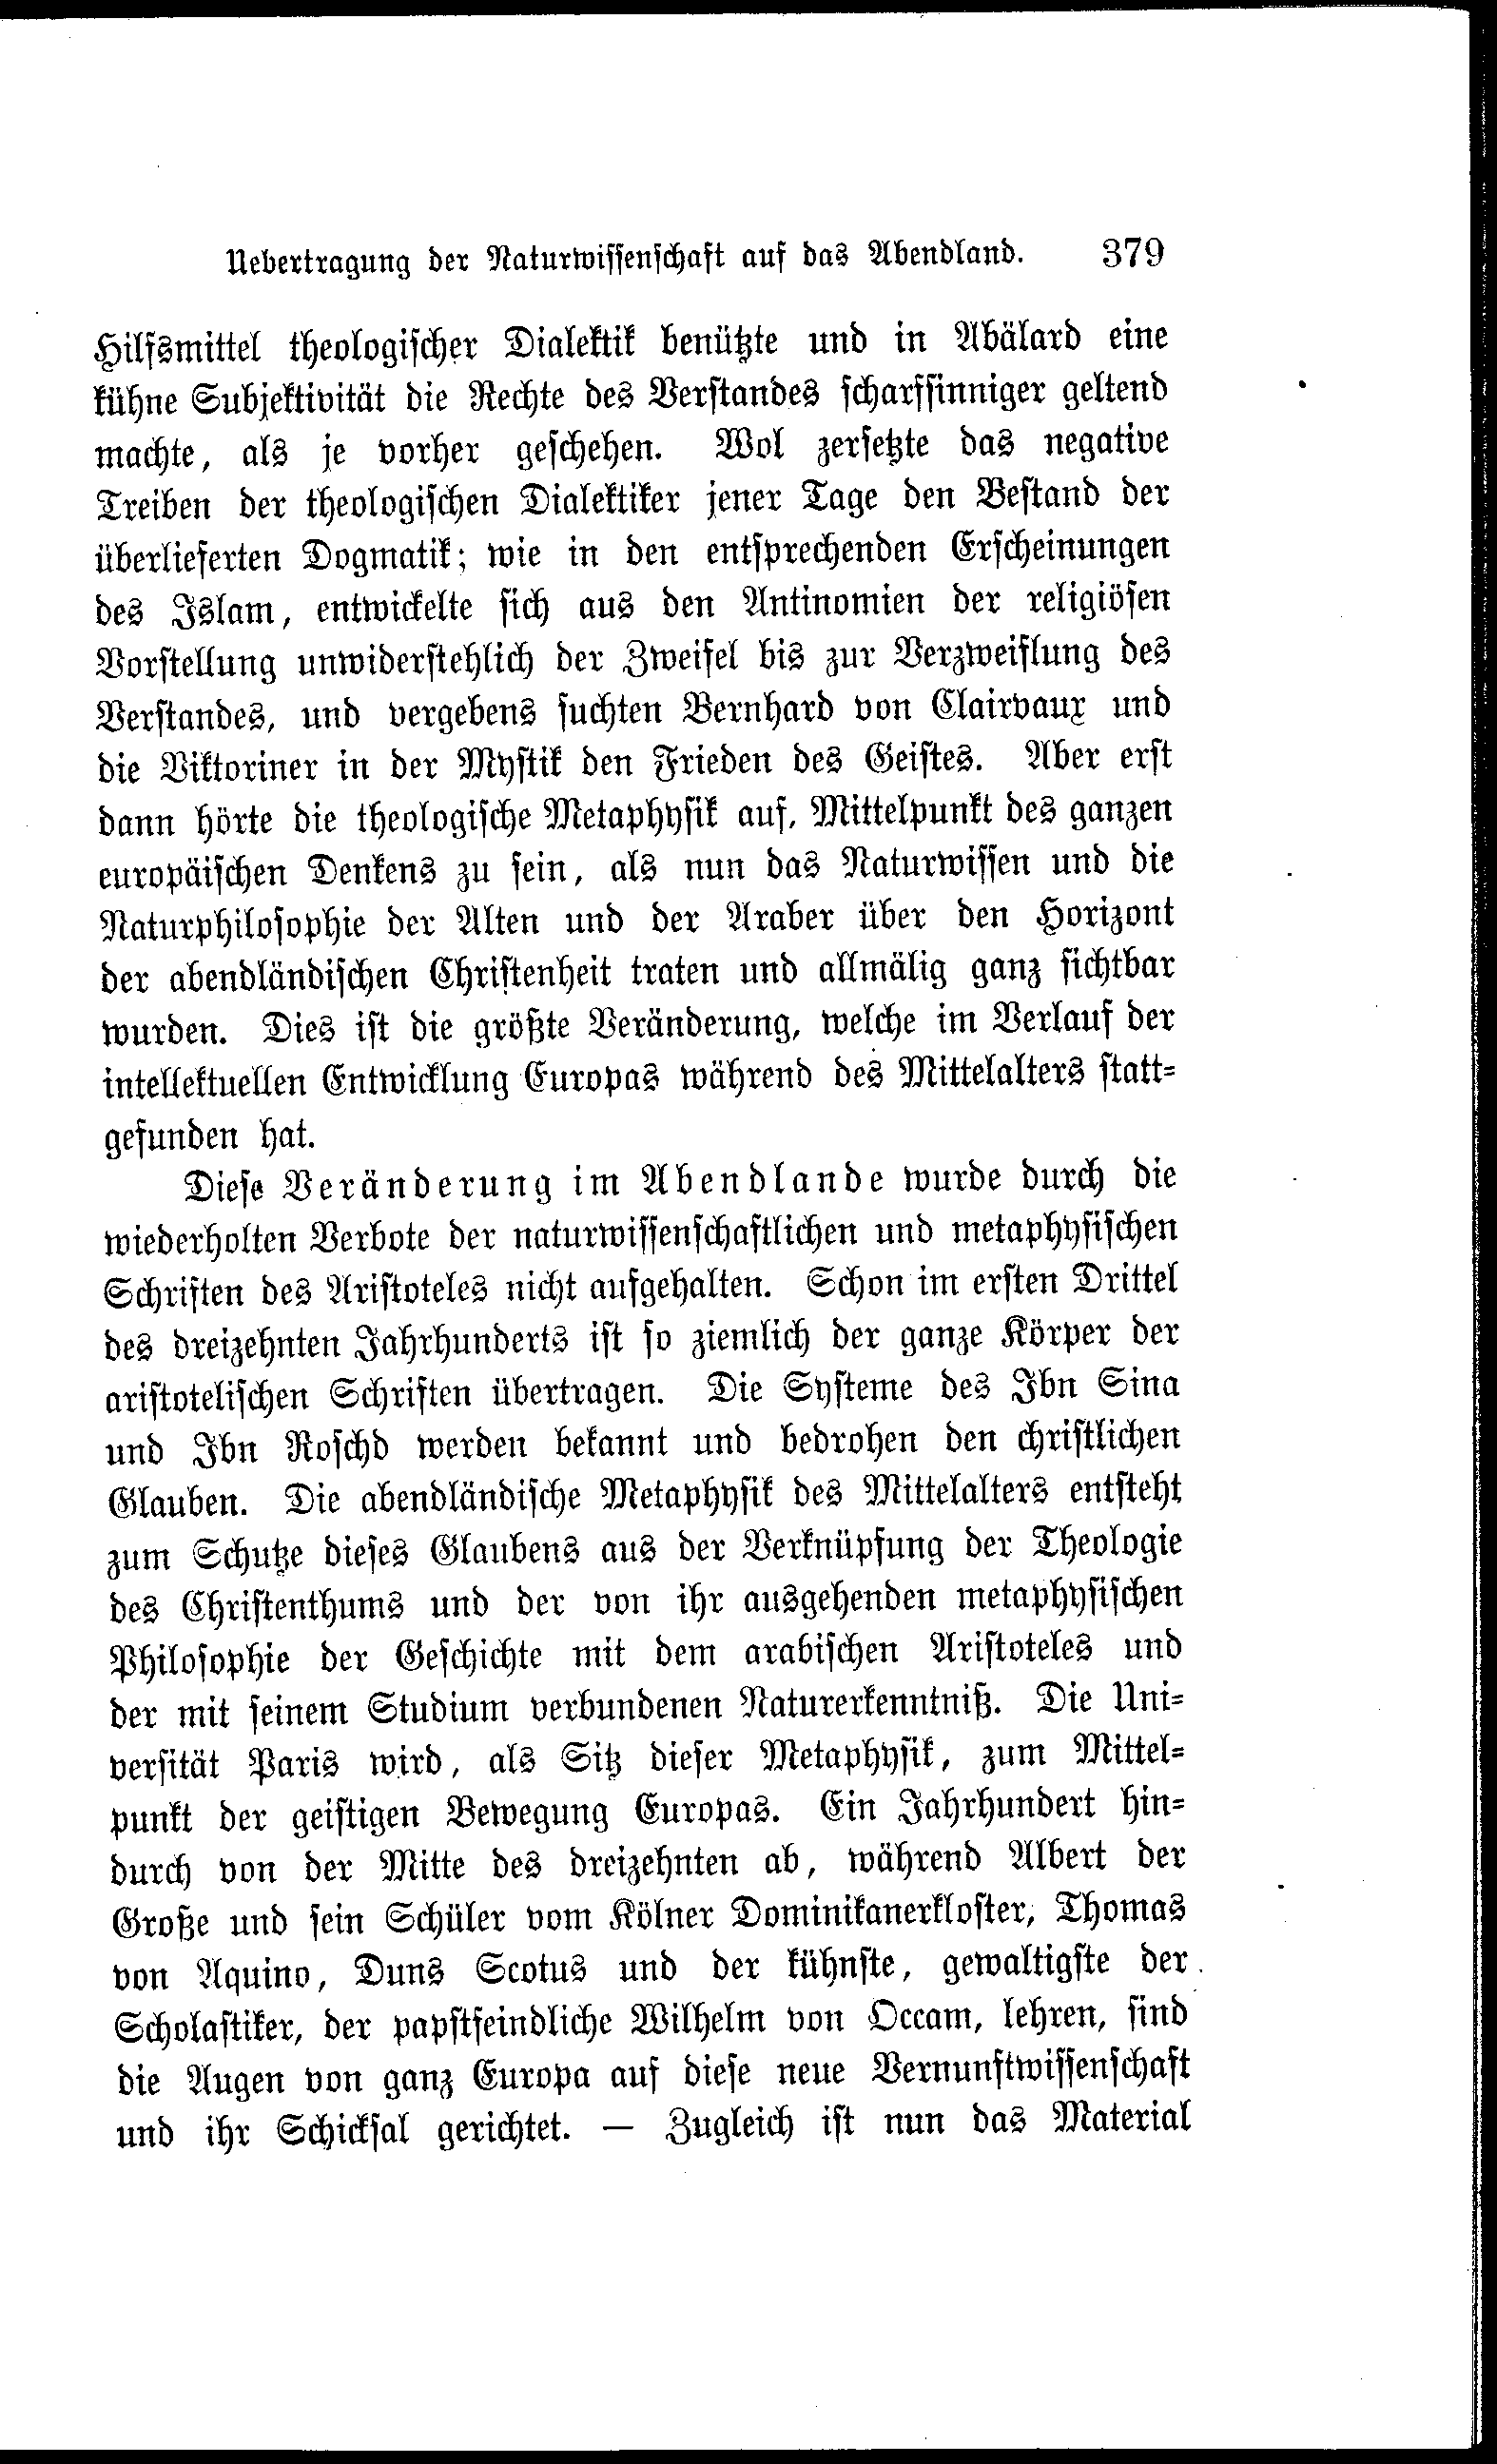 Uebertragung der Naturwissenschaft auf das Abendland. 379
Hilfsmittel theologischer Dialektik benützte und in Abälard eine
kühne Subjektivität die Rechte des Verstandes scharfsinniger geltend
machte, als je vorher geschehen. Wol zersetzte das negative
Treiben der theologischen Dialektiker jener Tage den Bestand der
überlieferten Dogmatik; wie in den entsprechenden Erscheinungen
des Islam, entwickelte sich aus den Antinomien der religiösen
Vorstellung unwiderstehlich der Zweifel bis zur Verzweiflung des
Verstandes, und vergebens suchten Bernhard von Clairvaux und
die Viktoriner in der Mystik den Frieden des Geistes. Aber erst
dann hörte die theologische Metaphysik auf, Mittelpunkt des ganzen
europäischen Denkens zu sein, als nun das Naturwissen und die
Naturphilosophie der Alten und der Araber über den Horizont
der abendländischen Christenheit traten und allmälig ganz sichtbar
wurden. Dies ist die größte Veränderung, welche im Verlauf der
intellektuellen Entwicklung Europas während des Mittelalters statt-
gefunden hat.
Diese Veränderung im Abendlande wurde durch die
wiederholten Verbote der naturwissenschaftlichen und metaphysischen
Schriften des Aristoteles nicht aufgehalten. Schon im ersten Drittel
des dreizehnten Jahrhunderts ist so ziemlich der ganze Körper der
aristotelischen Schriften übertragen. Die Systeme des Ibn Sina
und Ibn Roschd werden bekannt und bedrohen den christlichen
Glauben. Die abendländische Metaphysik des Mittelalters entsteht
zum Schutze dieses Glaubens aus der Verknüpfung der Theologie
des Christenthums und der von ihr ausgehenden metaphysischen
Philosophie der Geschichte mit dem arabischen Aristoteles und
der mit seinem Studium verbundenen Naturerkenntniß. Die Uni-
versität Paris wird, als Sitz dieser Metaphysik, zum Mittel-
punkt der geistigen Bewegung Europas. Ein Jahrhundert hin-
durch von der Mitte des dreizehnten ab, während Albert der
Große und sein Schüler vom Kölner Dominikanerkloster, Thomas
von Aquino, Duns Scotus und der kühnste, gewaltigste der
Scholastiker, der papstfeindliche Wilhelm von Occam, lehren, sind
die Augen von ganz Europa auf diese neue Vernunftwissenschaft
und ihr Schicksal gerichtet. — Zugleich ist nun das Material